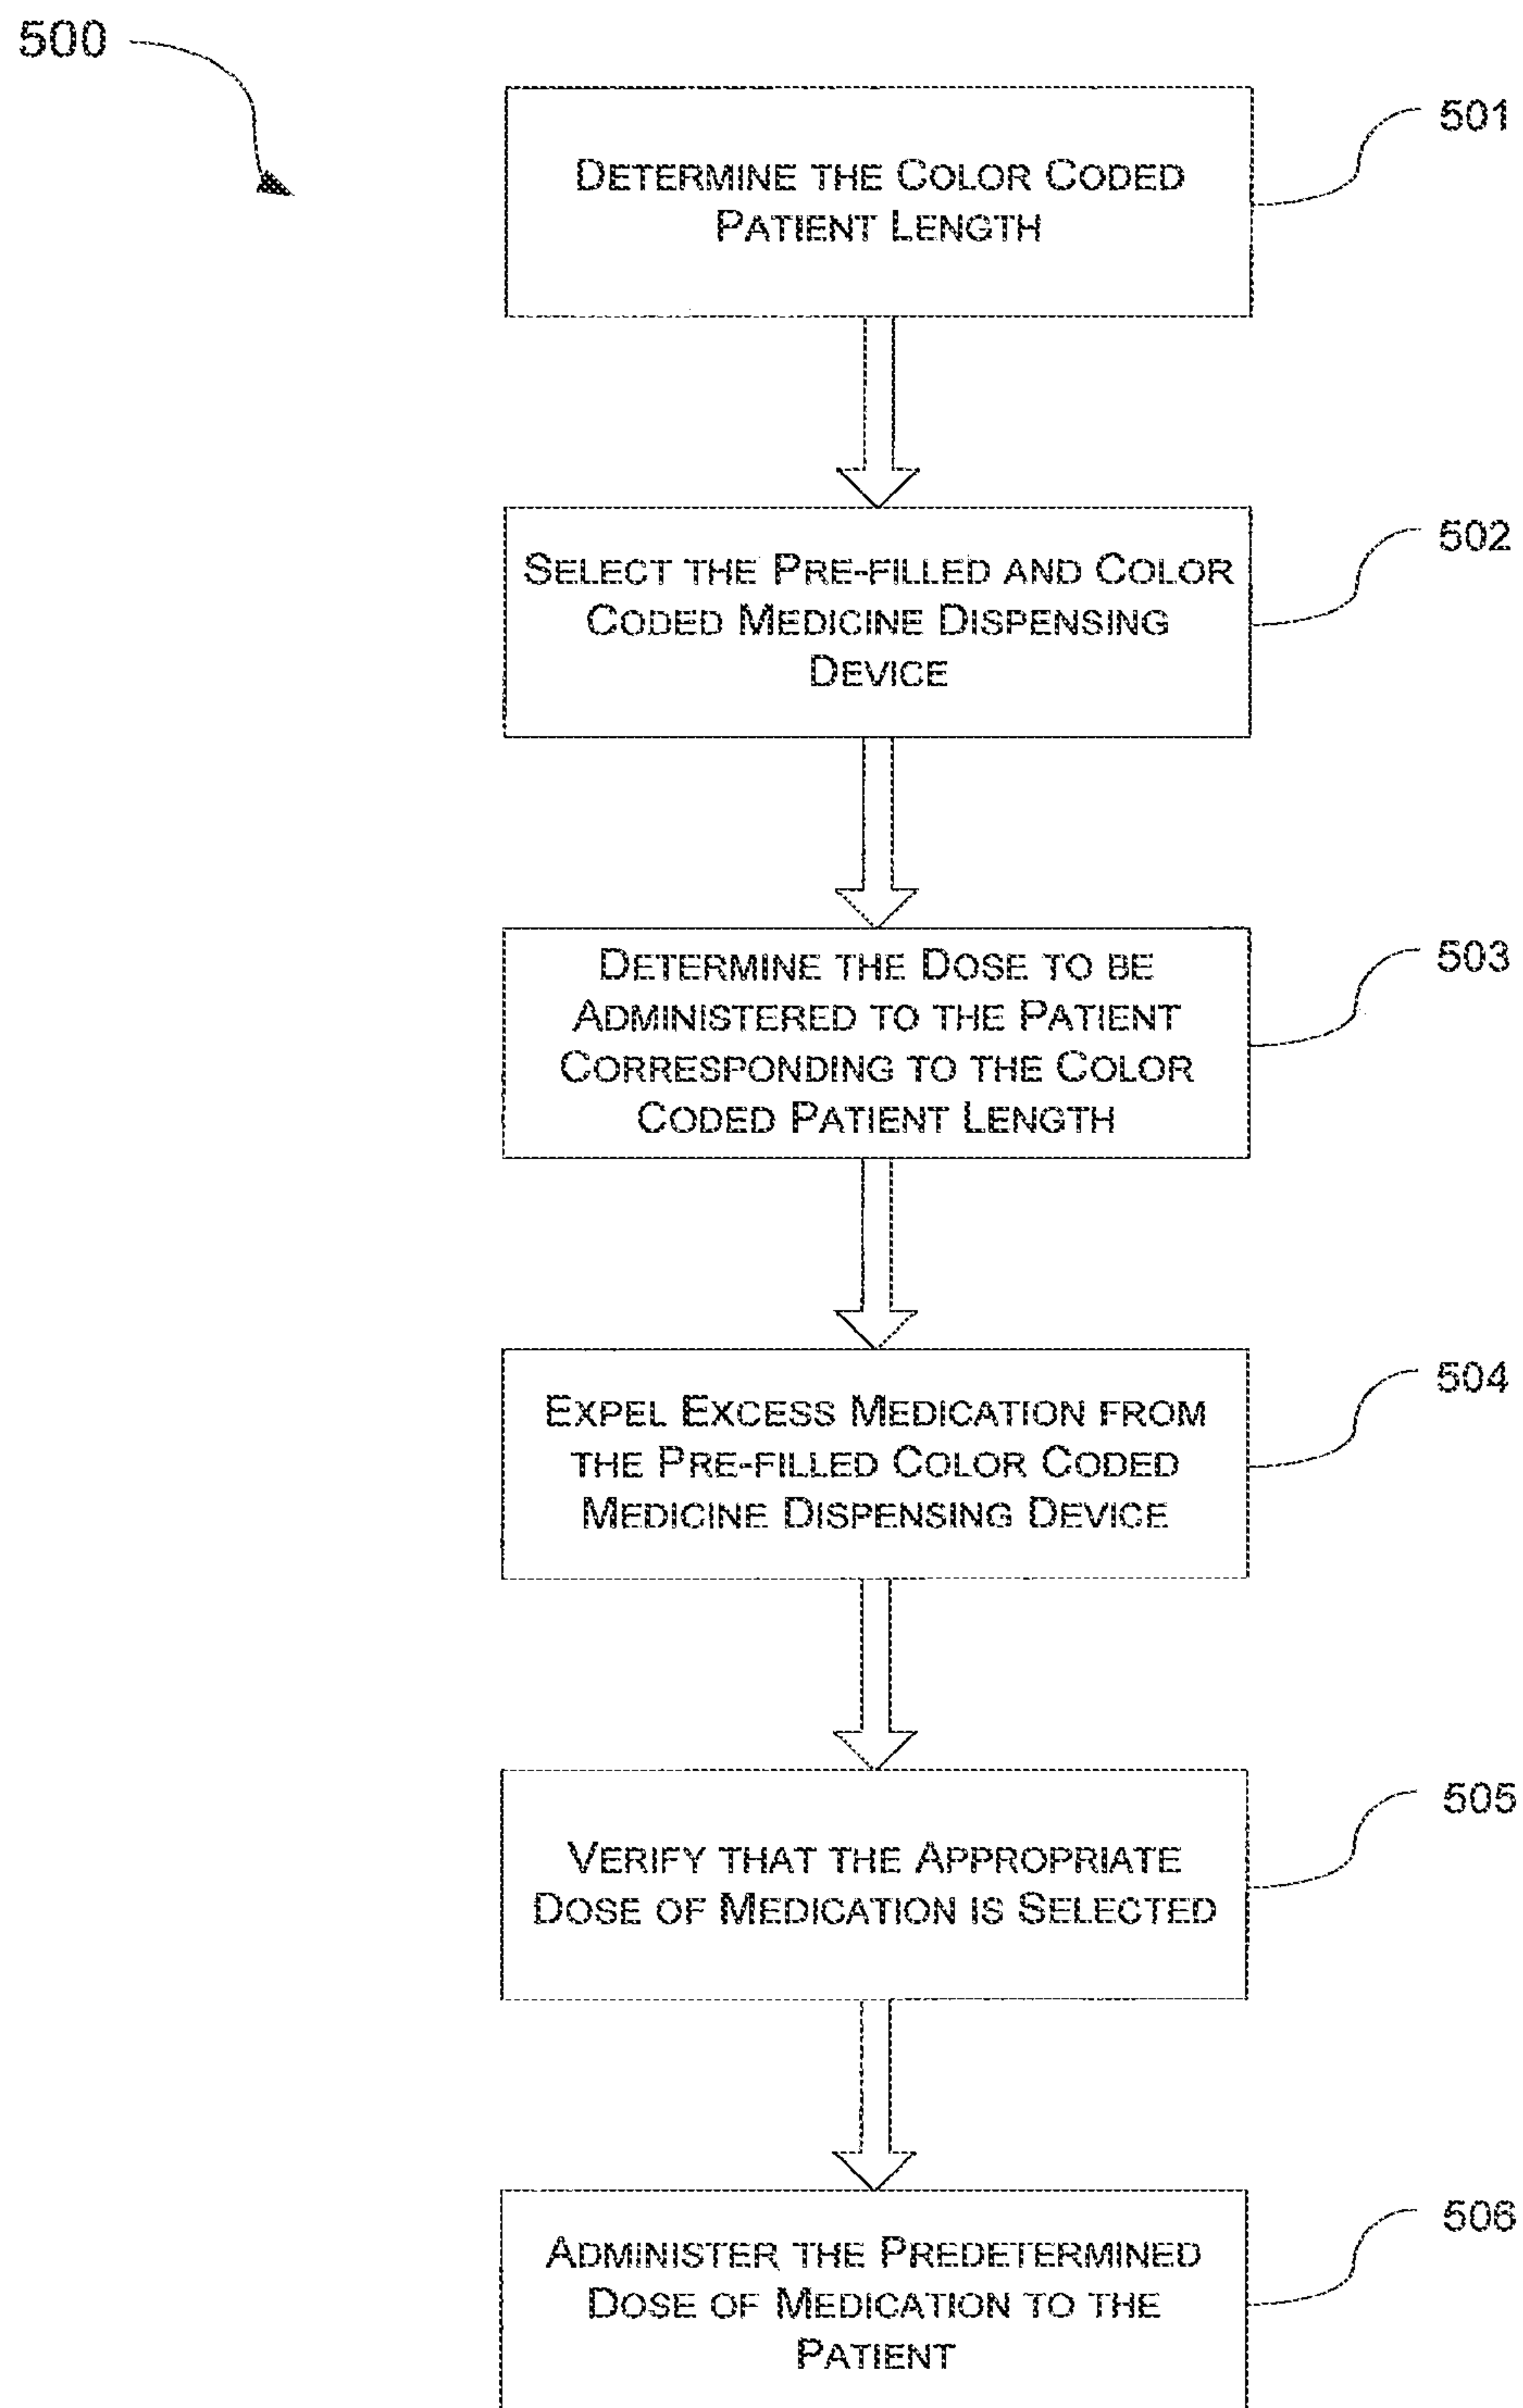 500
501
DETERMINE THE COLOR CODED
PATIENT LENGTH
502
SELECT THE PRE-FILLED AND COLOR
CODED MEDICINE DISPENSING
DEVICE
503
DETERMINE THE DOSE TO BE
ADMINISTERED TO THE PATIENT
CORRESPONDING TO THE COLOR
CODED PATIENT LENGTH
504
EXPEL EXCESS MEDICATION FROM
THE PRE-FILLED COLOR CODED
MEDICINE DISPENSING DEVICE
505
VERIFY THAT THE APPROPRIATE
DOSE OF MEDICATION IS SELECTED
506
ADMINISTER THE PREDETERMINED
DOSE OF MEDICATION TO THE
PATIENT